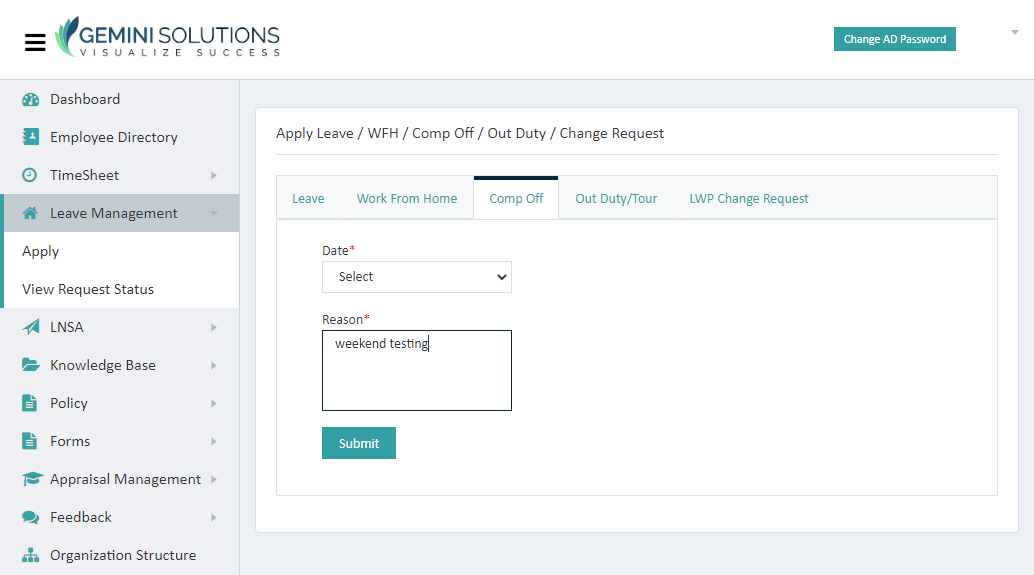 GEMINI SOLUTIONS
VISUALIZE SUCCESS
Change AD Password
Dashboard
Employee Directory
TimeSheet
Leave Management
Apply
View Request Status
LNSA
Knowledge Base
Policy
Forms
Appraisal Management
Feedback
Organization Structure
Apply Leave / WFH / Comp Off / Out Duty / Change Request
Leave Work From Home Comp Off Out Duty/Tour LWP Change Request
Date*
Select
Reason*
weekend testing
Submit